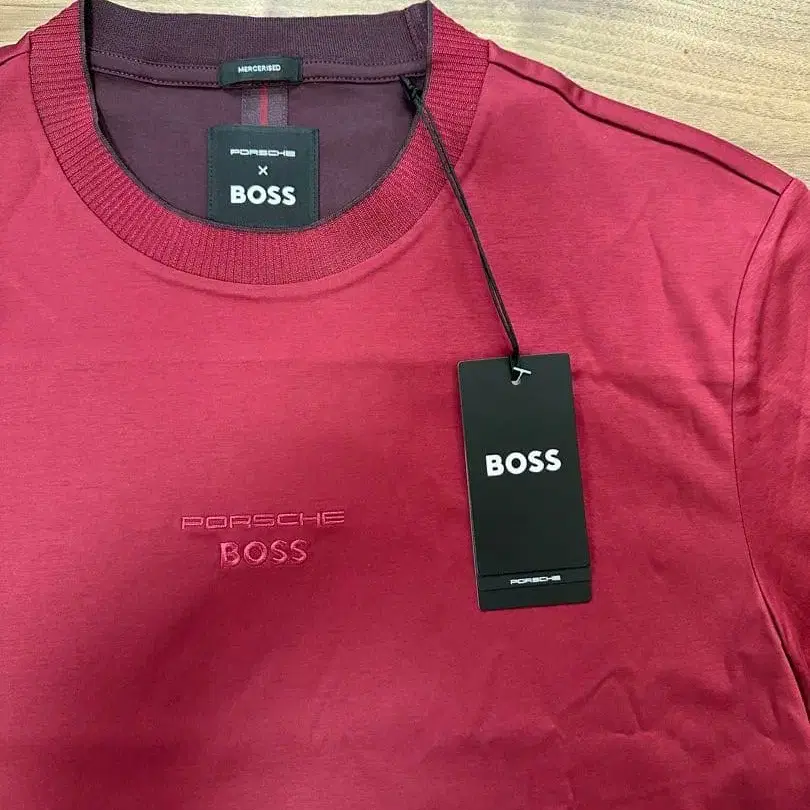 MERCERISED
PORSCHE
X
BOSS
BOSS
PORSCHE
PORSCHE
BOSS